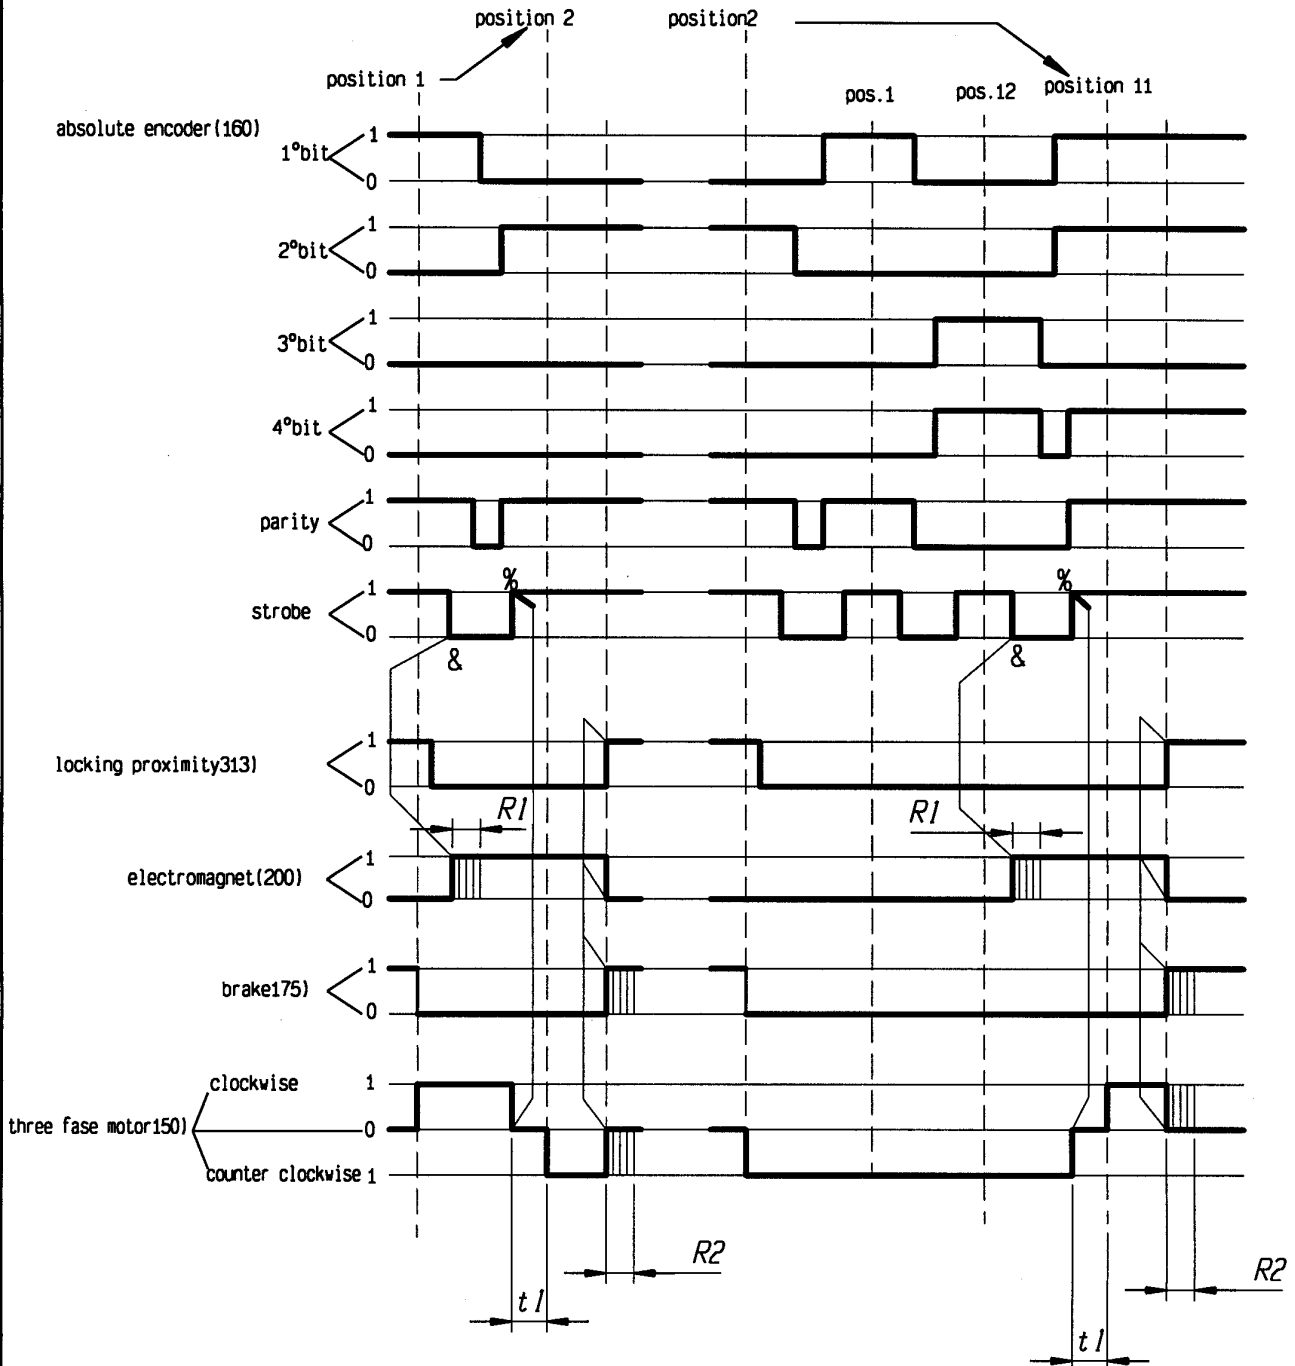 position 2
position2
position 1
pos.1
pos.12
position 11
absolute encoder(160)
1°bit
1
0
2°bit
1
0
3°bit
1
0
4°bit
1
0
parity
1
0
strobe
1
0
%
%
&
&
locking proximity313)
1
0
R1
R1
electromagnet(200)
1
0
brake175)
1
0
clockwise
1
three fase motor150)
0
counter clockwise 1
R2
R2
t1
t1